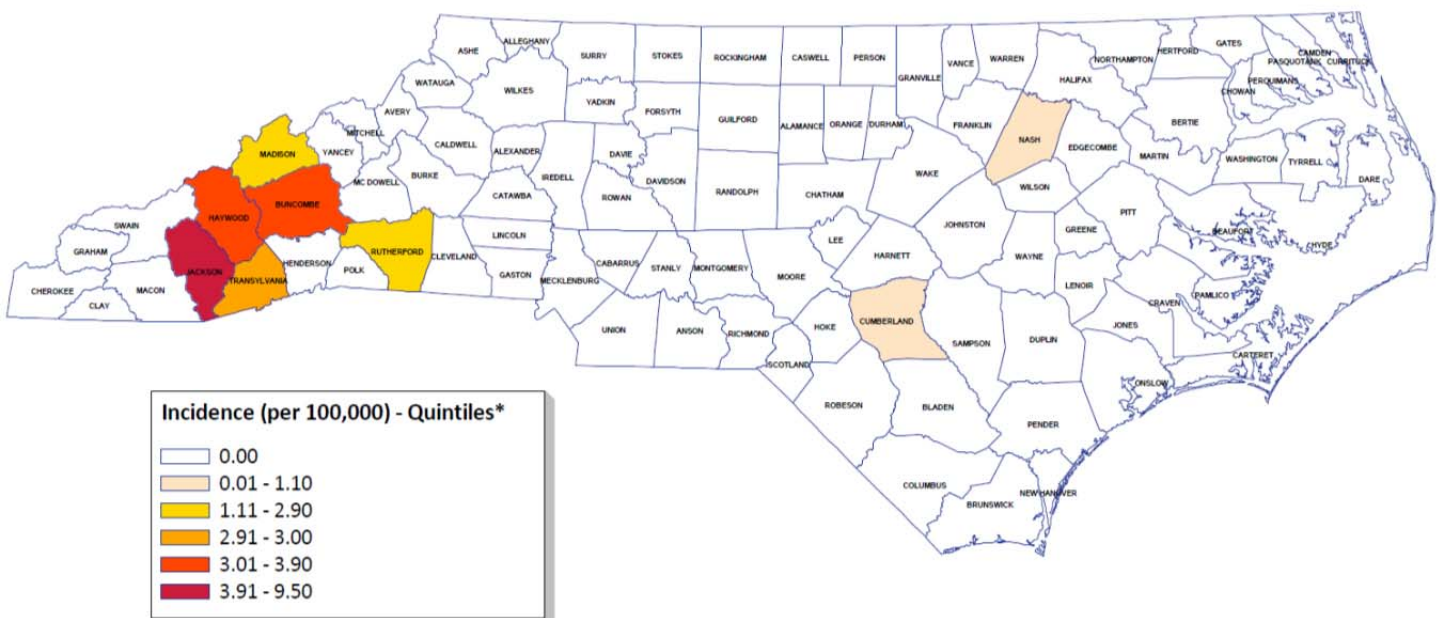 ALLEGHANY
ASHE
SURRY
STOKES
ROCKINGHAM
CASWELL
PERSON
GRANVILLE
VANCE
WARREN
NORTHAMPTON
HERTFORD
GATES
CAMDEN
PASQUOTANK
CURRITUCK
HALIFAX
PERQUIMANS
CHOWAN
WATAUGA
WILKES
YADKIN
FORSYTH
GUILFORD
ALAMANCE
ORANGE
DURHAM
FRANKLIN
NASH
BERTIE
AVERY
MITCHELL
YANCEY
CALDWELL
ALEXANDER
DAVIE
EDGECOMBE
MARTIN
WASHINGTON
TYRRELL
DARE
MADISON
MC DOWELL
BURKE
IREDELL
DAVIDSON
RANDOLPH
CHATHAM
WAKE
WILSON
CATAWBA
ROWAN
BUNCOMBE
HAYWOOD
SWAIN
JOHNSTON
GREENE
PITT
BEAUFORT
HYDE
LINCOLN
LEE
HARNETT
WAYNE
GRAHAM
JACKSON
TRANSYLVANIA
HENDERSON
POLK
RUTHERFORD
CLEVELAND
GASTON
MECKLENBURG
CABARRUS
STANLY
MONTGOMERY
MOORE
LENOIR
CRAVEN
PAMLICO
CHEROKEE
CLAY
MACON
UNION
ANSON
RICHMOND
HOKE
CUMBERLAND
SAMPSON
DUPLIN
JONES
CARTERET
SCOTLAND
ONSLOW
ROBESON
BLADEN
PENDER
COLUMBUS
BRUNSWICK
NEW HANOVER
Incidence (per 100,000) - Quintiles*
0.00
0.01 - 1.10
1.11 - 2.90
2.91 - 3.00
3.01 - 3.90
3.91 - 9.50